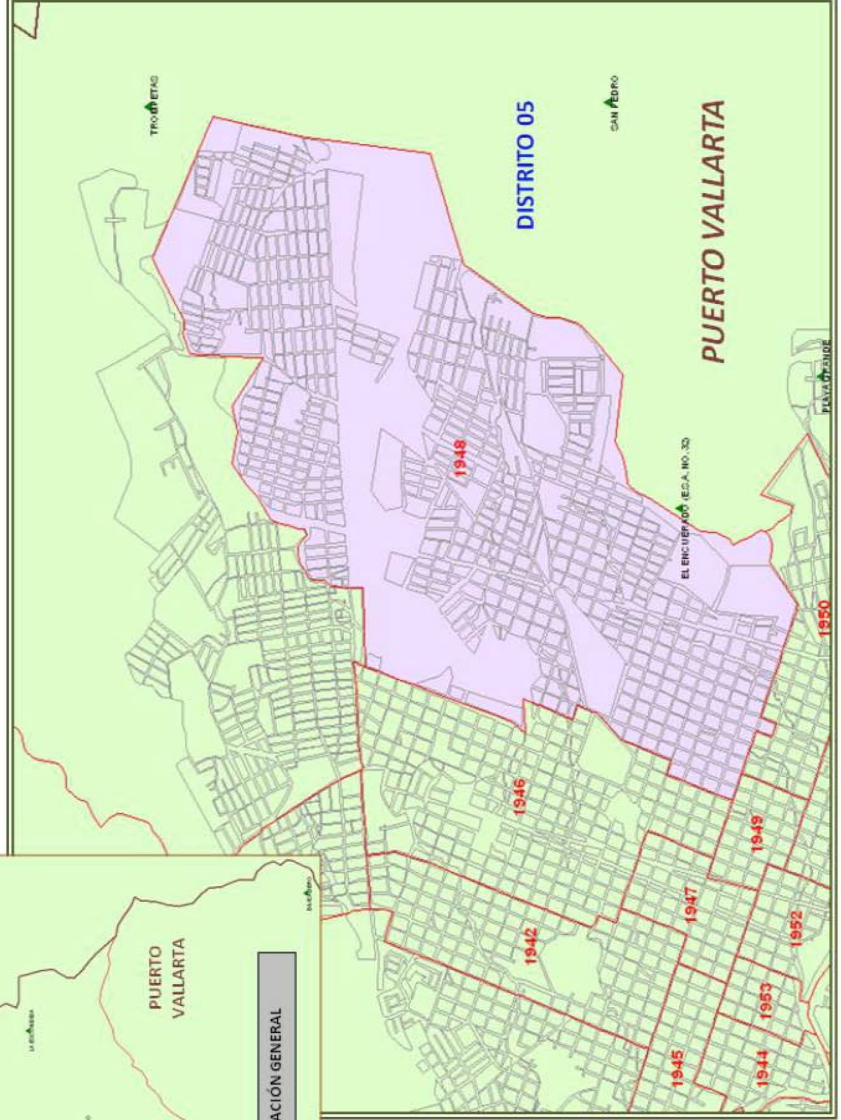 TROMPETAS
SAN PEDRO
DISTRITO 05
PUERTO VALLARTA
PLAYA GRANDE
EL ENCUERADO (E.S.A. NO. 32)
1948
1950
1946
1949
1942
1947
1952
1953
1945
1944
PUERTO
VALLARTA
ACIÓN GENERAL